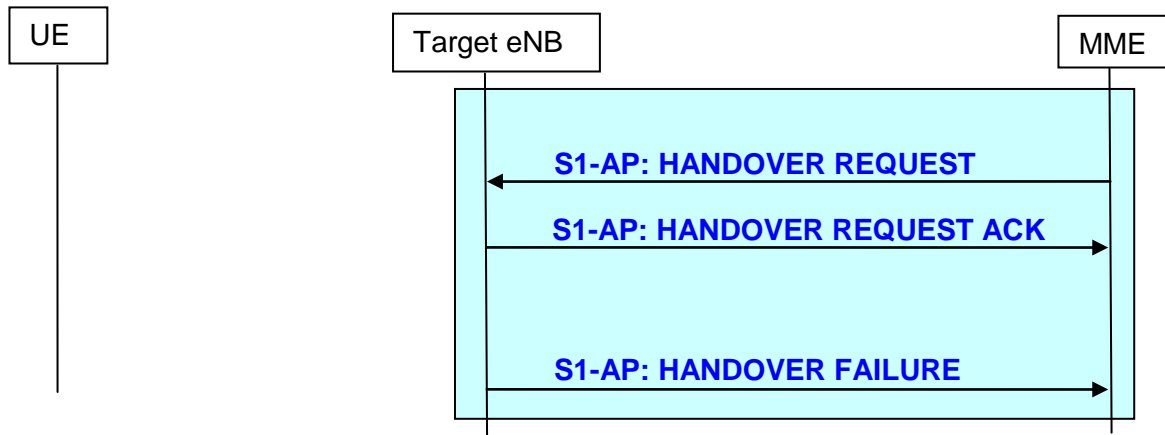 UE
Target eNB
MME
S1-AP: HANDOVER REQUEST
S1-AP: HANDOVER REQUEST ACK
S1-AP: HANDOVER FAILURE